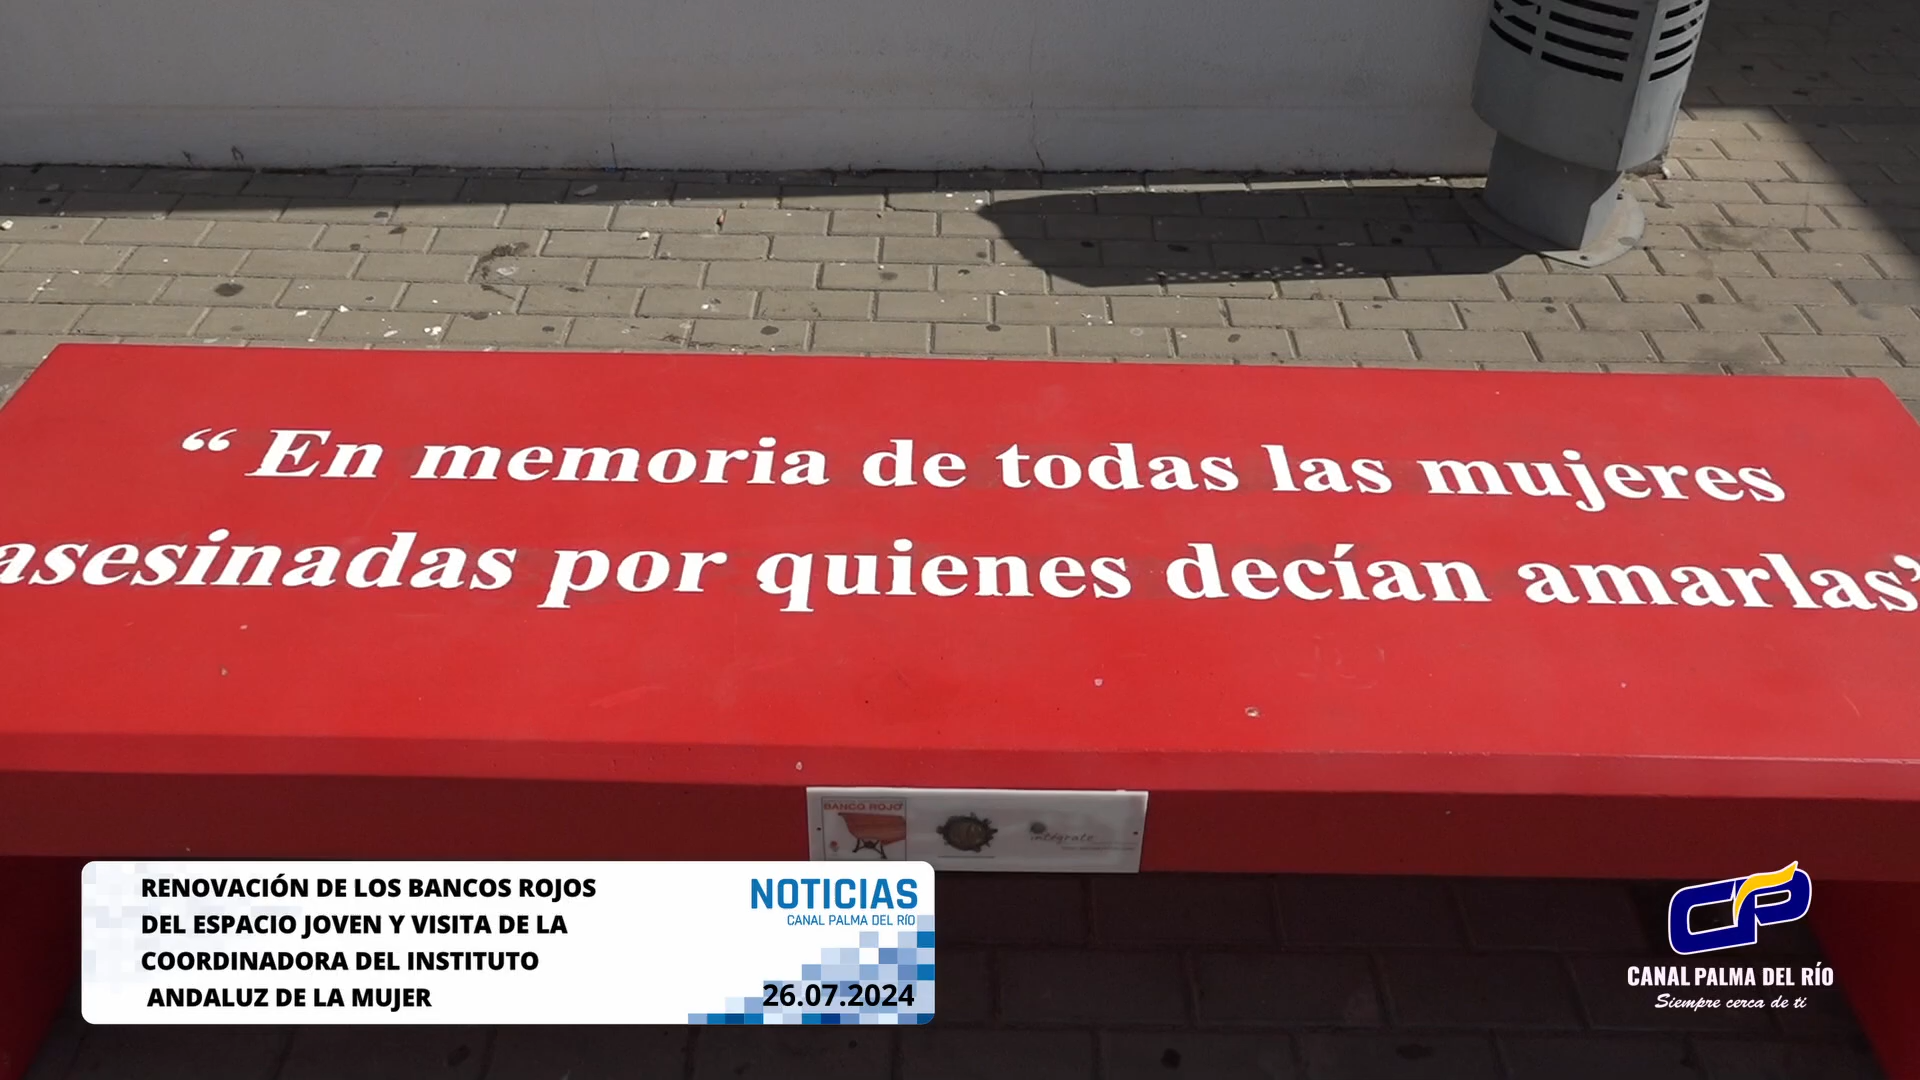 “ En memoria de todas las mujeres
asesinadas por quienes decían amarlas”
BANCO ROJO
intégrate
RENOVACIÓN DE LOS BANCOS ROJOS
DEL ESPACIO JOVEN Y VISITA DE LA
COORDINADORA DEL INSTITUTO
ANDALUZ DE LA MUJER
NOTICIAS
CANAL PALMA DEL RÍO
26.07.2024
CP
CANAL PALMA DEL RÍO
Siempre cerca de ti